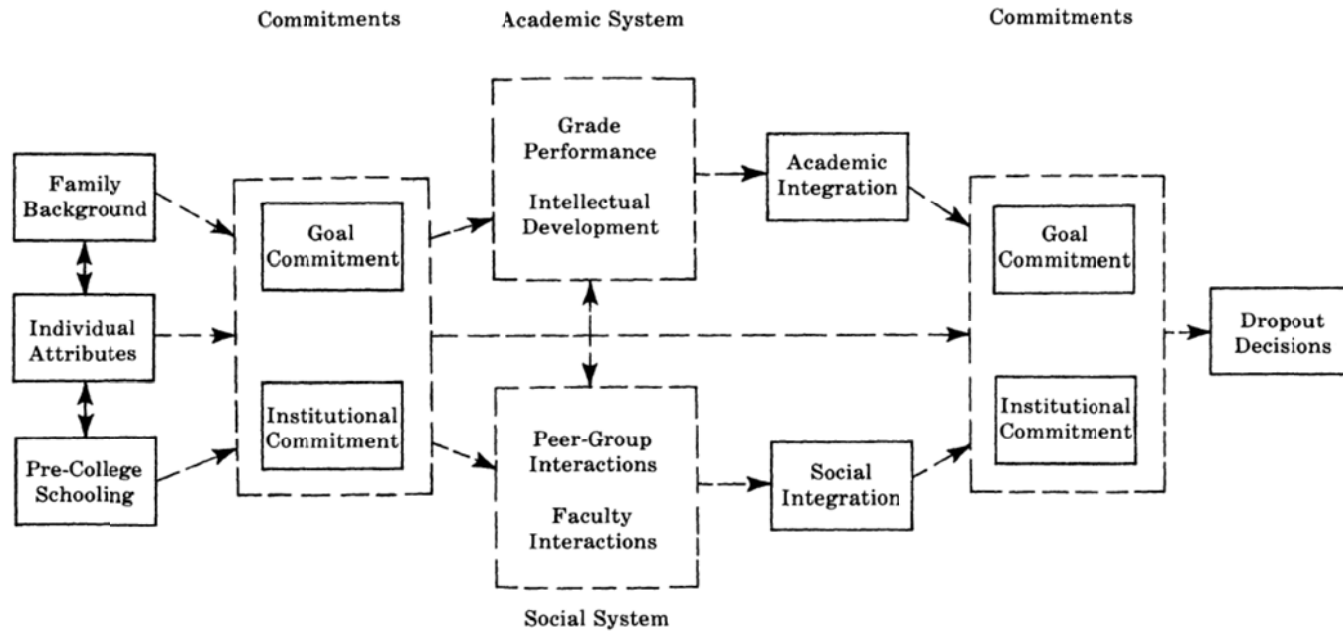 Commitments
Academic System
Commitments
Family
Background
Individual
Attributes
Pre-College
Schooling
Goal
Commitment
Institutional
Commitment
Grade
Performance
Intellectual
Development
Peer-Group
Interactions
Faculty
Interactions
Social System
Academic
Integration
Social
Integration
Goal
Commitment
Institutional
Commitment
Dropout
Decisions